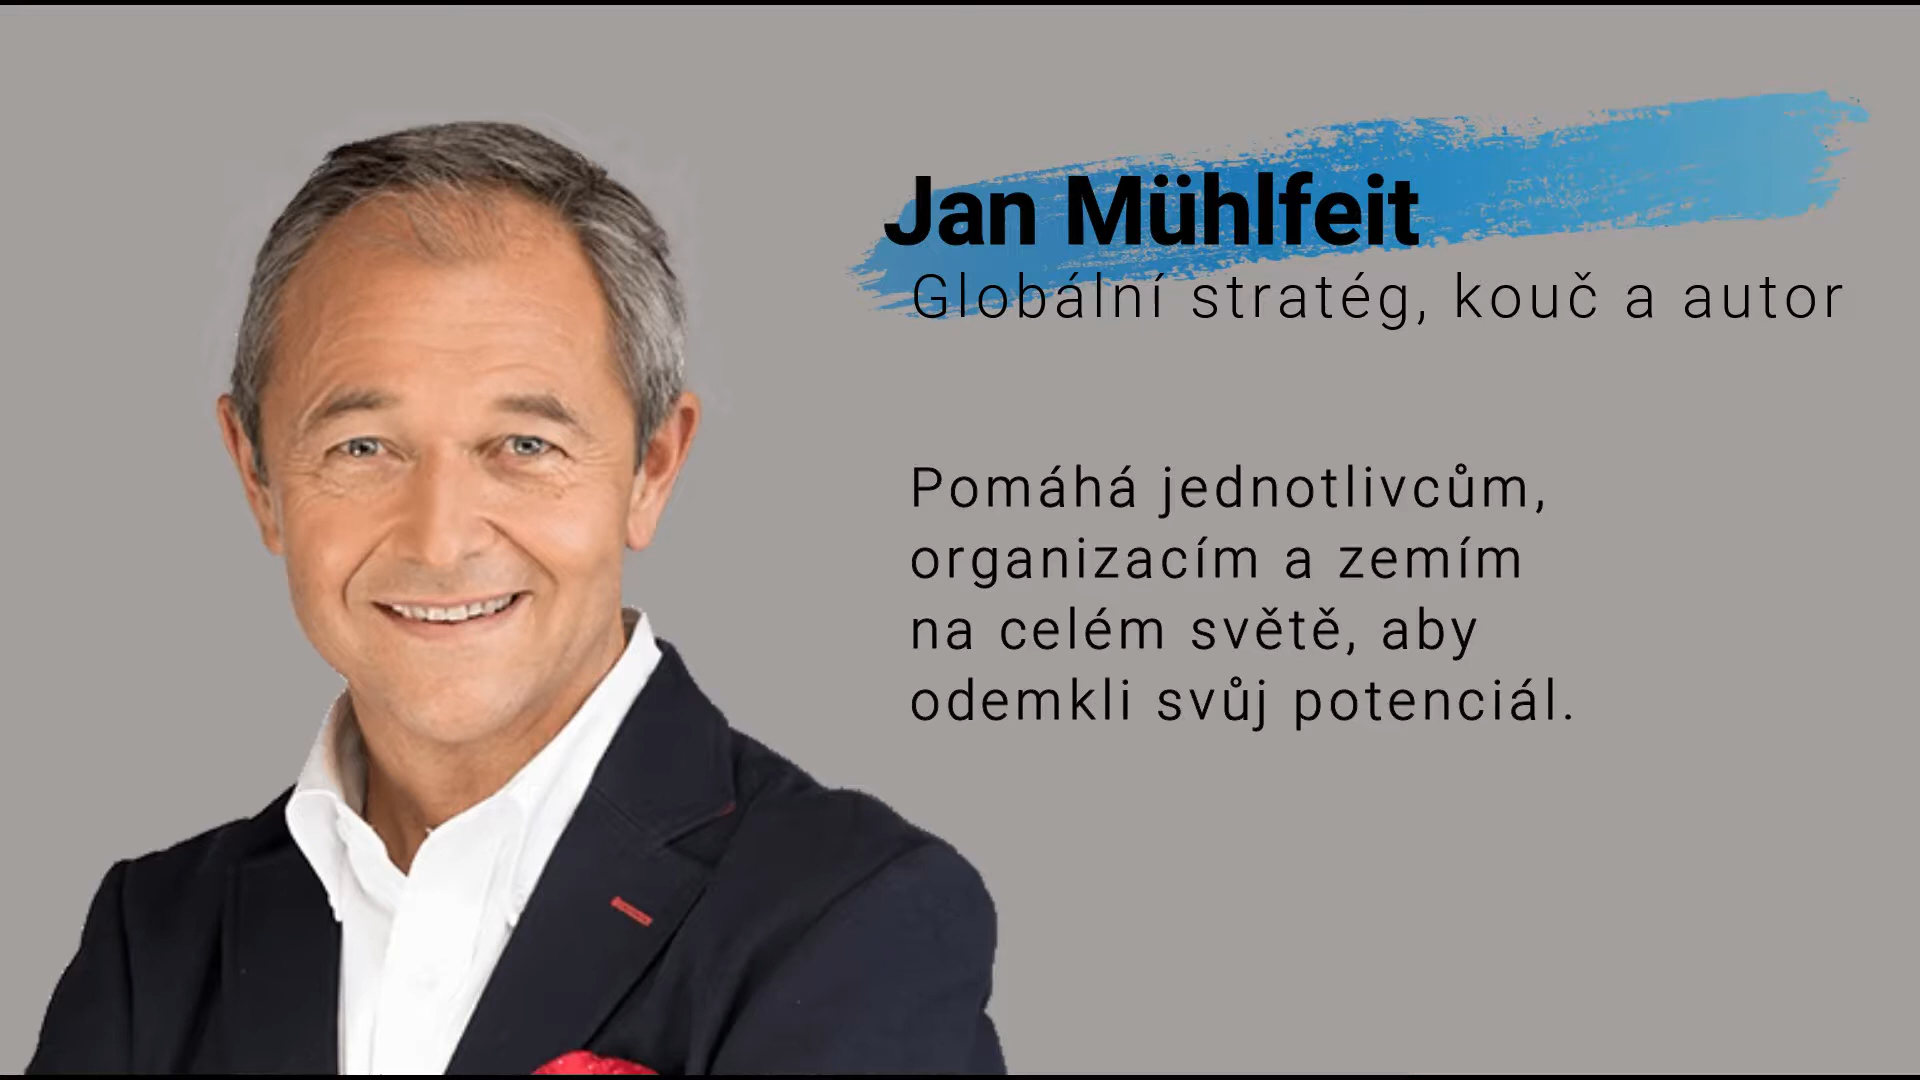 Jan Mühlfeit
Globální stratég, kouč a autor
Pomáhá jednotlivcům,
organizacím a zemím
na celém světě, aby
odemkli svůj potenciál.